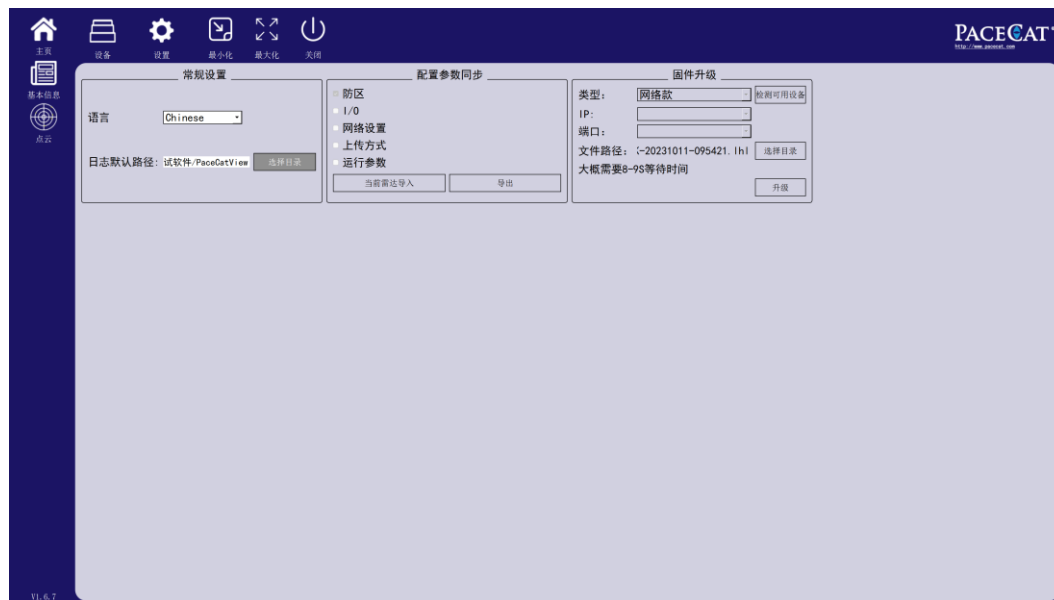 主页
设备
设置
最小化
最大化
关闭
PACECAT
http://www.pacecat.com
基本信息
点云
常规设置
语言
Chinese
日志默认路径:
试软件/PaceCatView
选择目录
配置参数同步
防区
I/O
网络设置
上传方式
运行参数
当前雷达导入
导出
固件升级
类型:
网络款
检测可用设备
IP:
端口:
文件路径:
-20231011-095421.lhl
选择目录
大概需要8-9S等待时间
升级
V1.6.7